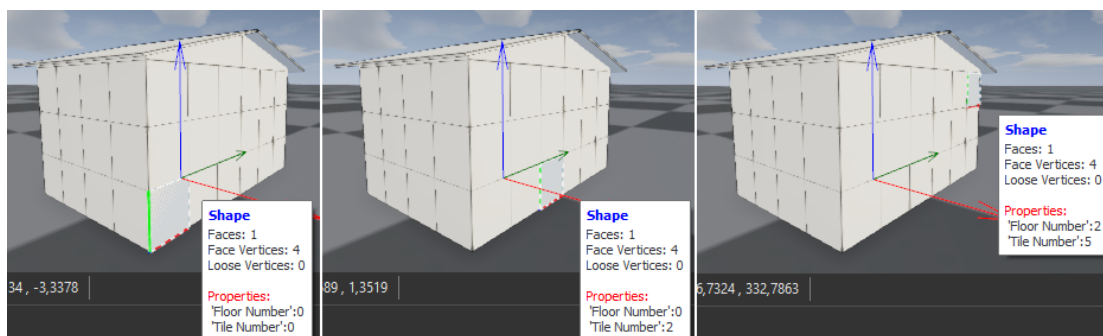 Shape
Faces: 1
Face Vertices: 4
Loose Vertices: 0
Properties:
'Floor Number':0
'Tile Number':0
34 , -3,3378
Shape
Faces: 1
Face Vertices: 4
Loose Vertices: 0
Properties:
'Floor Number':0
'Tile Number':2
89 , 1,3519
Shape
Faces: 1
Face Vertices: 4
Loose Vertices: 0
Properties:
'Floor Number':2
'Tile Number':5
6,7324 , 332,7863